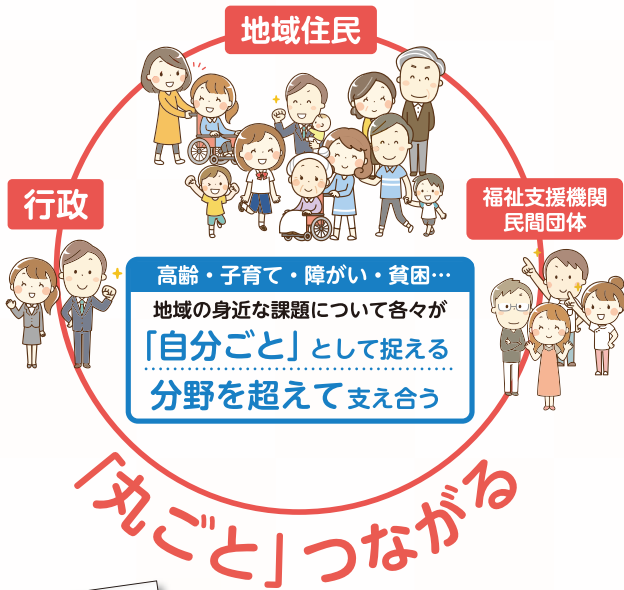 地域住民
行政
福祉支援機関
民間団体
高齢・子育て・障がい・貧困…
地域の身近な課題について各々が
「自分ごと」として捉える
分野を超えて支え合う
「丸ごと」つながる